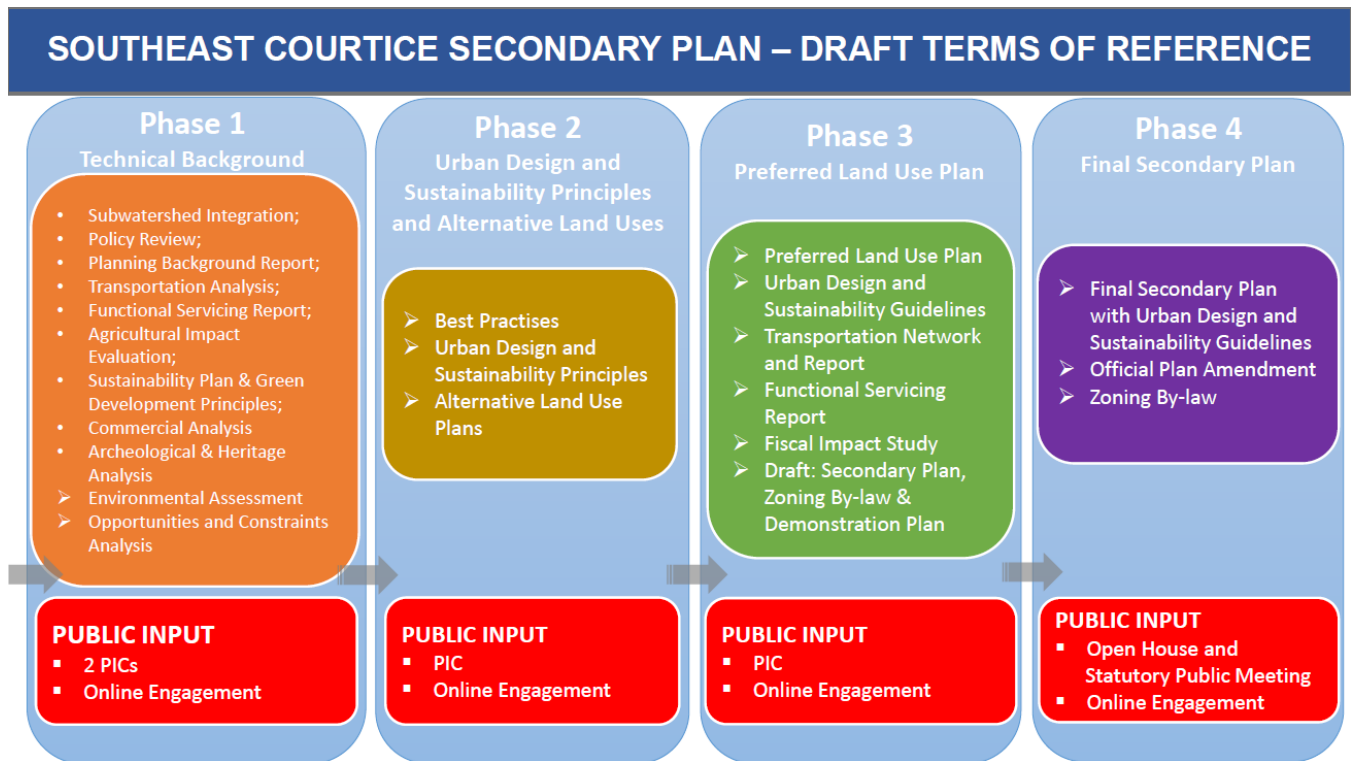 SOUTHEAST COURTICE SECONDARY PLAN – DRAFT TERMS OF REFERENCE
Phase 1
Technical Background
• Subwatershed Integration;
• Policy Review;
• Planning Background Report;
• Transportation Analysis;
• Functional Servicing Report;
• Agricultural Impact
Evaluation;
• Sustainability Plan & Green
Development Principles;
• Commercial Analysis
• Archeological & Heritage
Analysis
➢ Environmental Assessment
➢ Opportunities and Constraints
Analysis
PUBLIC INPUT
▪ 2 PICs
▪ Online Engagement
Phase 2
Urban Design and
Sustainability Principles
and Alternative Land Uses
➢ Best Practises
➢ Urban Design and
Sustainability Principles
➢ Alternative Land Use
Plans
PUBLIC INPUT
▪ PIC
▪ Online Engagement
Phase 3
Preferred Land Use Plan
➢ Preferred Land Use Plan
➢ Urban Design and
Sustainability Guidelines
➢ Transportation Network
and Report
➢ Functional Servicing
Report
➢ Fiscal Impact Study
➢ Draft: Secondary Plan,
Zoning By-law &
Demonstration Plan
PUBLIC INPUT
▪ PIC
▪ Online Engagement
Phase 4
Final Secondary Plan
➢ Final Secondary Plan
with Urban Design and
Sustainability Guidelines
➢ Official Plan Amendment
➢ Zoning By-law
PUBLIC INPUT
▪ Open House and
Statutory Public Meeting
▪ Online Engagement